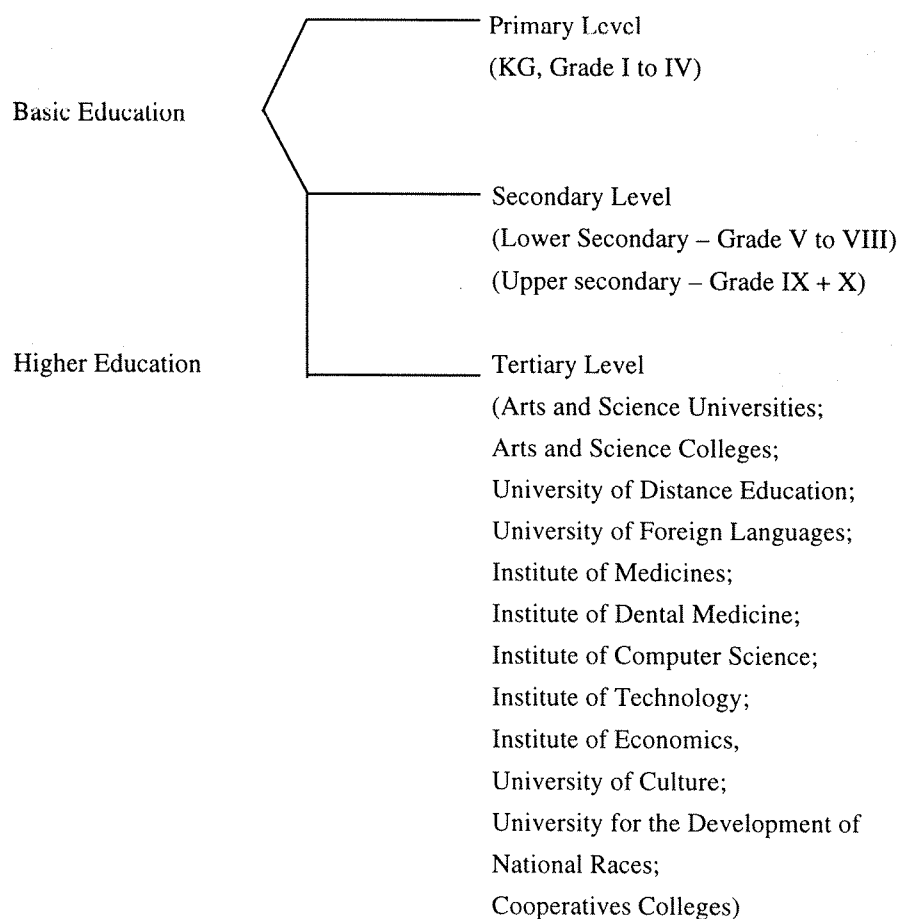 Primary Level
(KG, Grade I to IV)
Basic Education
Secondary Level
(Lower Secondary – Grade V to VIII)
(Upper secondary – Grade IX + X)
Higher Education
Tertiary Level
(Arts and Science Universities;
Arts and Science Colleges;
University of Distance Education;
University of Foreign Languages;
Institute of Medicines;
Institute of Dental Medicine;
Institute of Computer Science;
Institute of Technology;
Institute of Economics,
University of Culture;
University for the Development of
National Races;
Cooperatives Colleges)